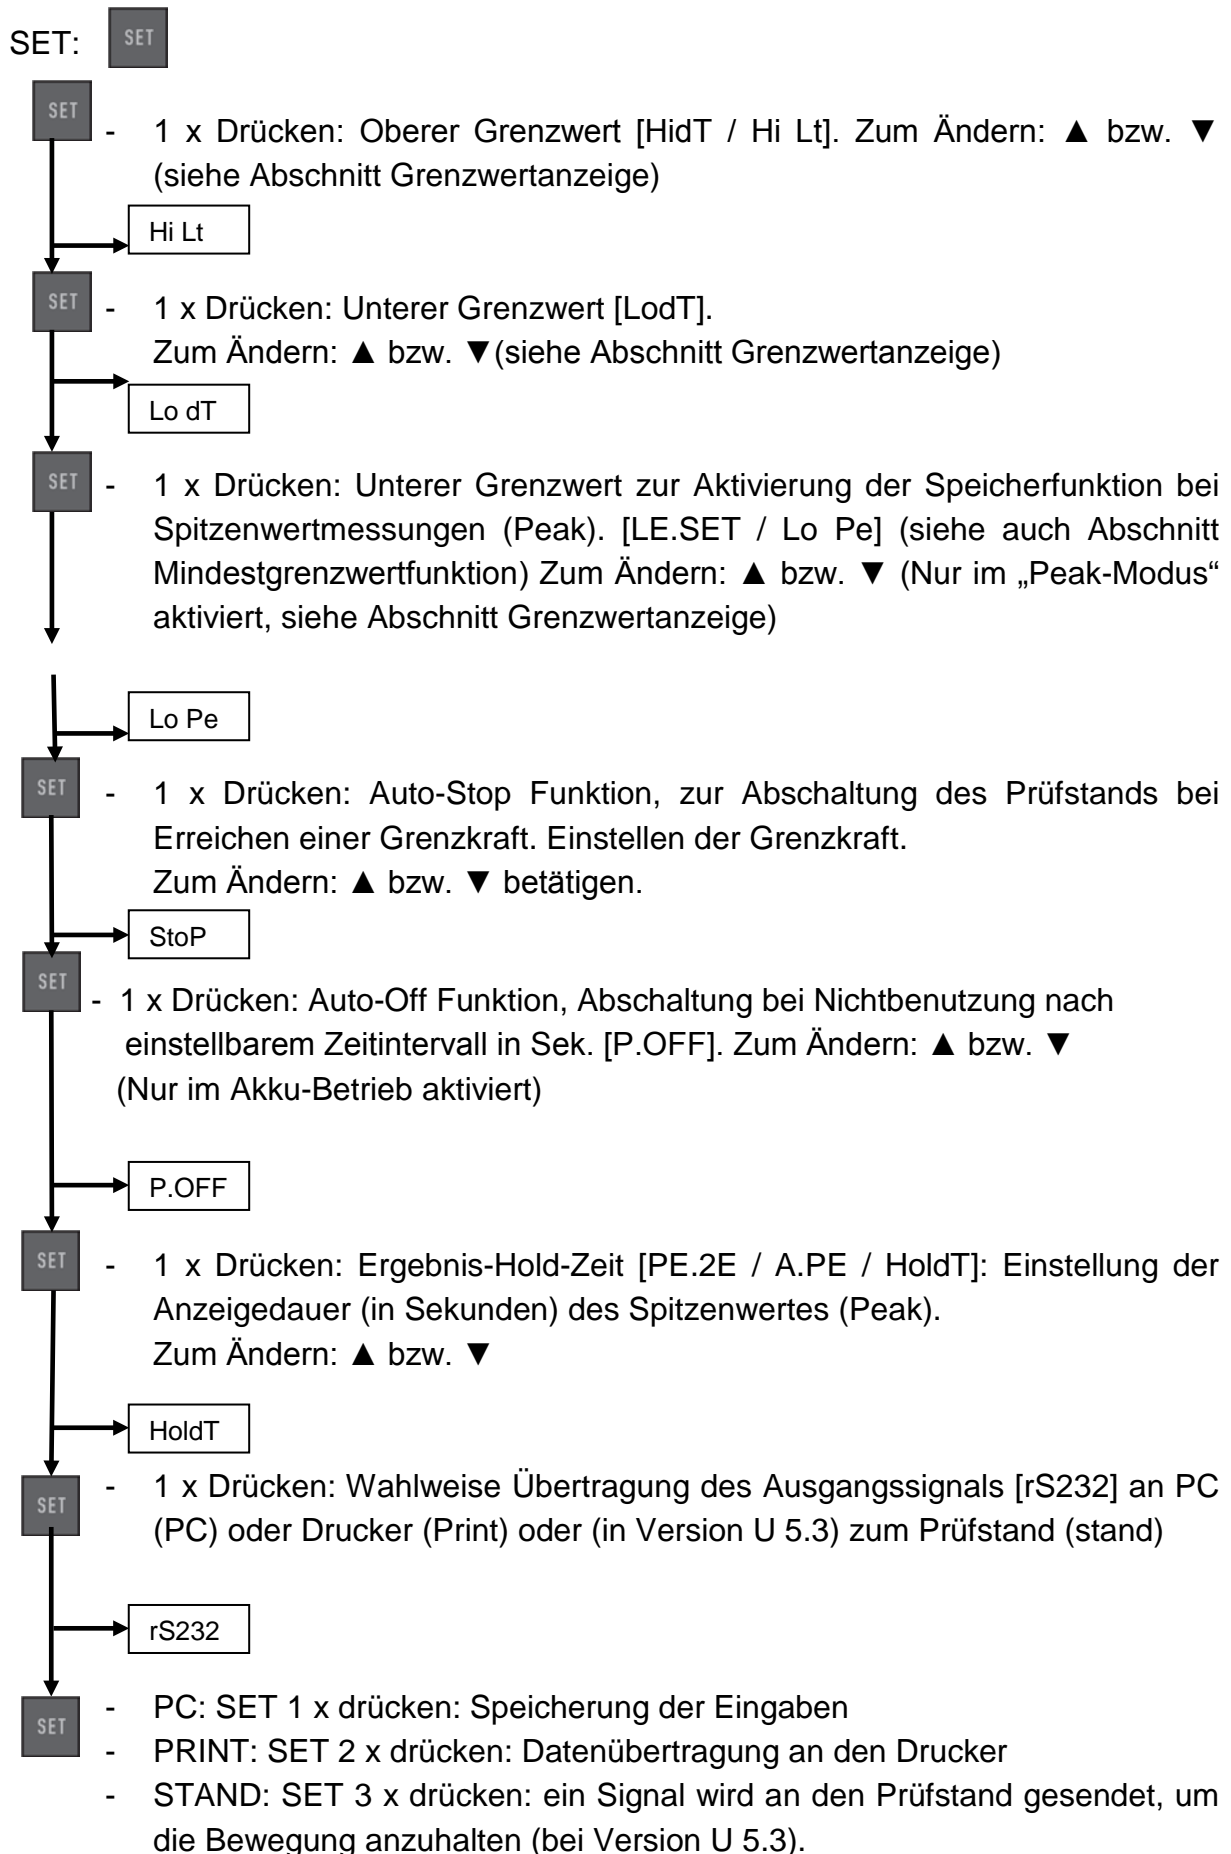 SET: SET
SET
- 1 x Drücken: Oberer Grenzwert [HidT / Hi Lt]. Zum Ändern: ▲ bzw. ▼
(siehe Abschnitt Grenzwertanzeige)
Hi Lt
SET
- 1 x Drücken: Unterer Grenzwert [LodT].
Zum Ändern: ▲ bzw. ▼(siehe Abschnitt Grenzwertanzeige)
Lo dT
SET
- 1 x Drücken: Unterer Grenzwert zur Aktivierung der Speicherfunktion bei
Spitzenwertmessungen (Peak). [LE.SET / Lo Pe] (siehe auch Abschnitt
Mindestgrenzwertfunktion) Zum Ändern: ▲ bzw. ▼ (Nur im „Peak-Modus“
aktiviert, siehe Abschnitt Grenzwertanzeige)
Lo Pe
SET
- 1 x Drücken: Auto-Stop Funktion, zur Abschaltung des Prüfstands bei
Erreichen einer Grenzkraft. Einstellen der Grenzkraft.
Zum Ändern: ▲ bzw. ▼ betätigen.
StoP
SET
- 1 x Drücken: Auto-Off Funktion, Abschaltung bei Nichtbenutzung nach
einstellbarem Zeitintervall in Sek. [P.OFF]. Zum Ändern: ▲ bzw. ▼
(Nur im Akku-Betrieb aktiviert)
P.OFF
SET
- 1 x Drücken: Ergebnis-Hold-Zeit [PE.2E / A.PE / HoldT]: Einstellung der
Anzeigedauer (in Sekunden) des Spitzenwertes (Peak).
Zum Ändern: ▲ bzw. ▼
HoldT
SET
- 1 x Drücken: Wahlweise Übertragung des Ausgangssignals [rS232] an PC
(PC) oder Drucker (Print) oder (in Version U 5.3) zum Prüfstand (stand)
rS232
SET
- PC: SET 1 x drücken: Speicherung der Eingaben
- PRINT: SET 2 x drücken: Datenübertragung an den Drucker
- STAND: SET 3 x drücken: ein Signal wird an den Prüfstand gesendet, um
die Bewegung anzuhalten (bei Version U 5.3).